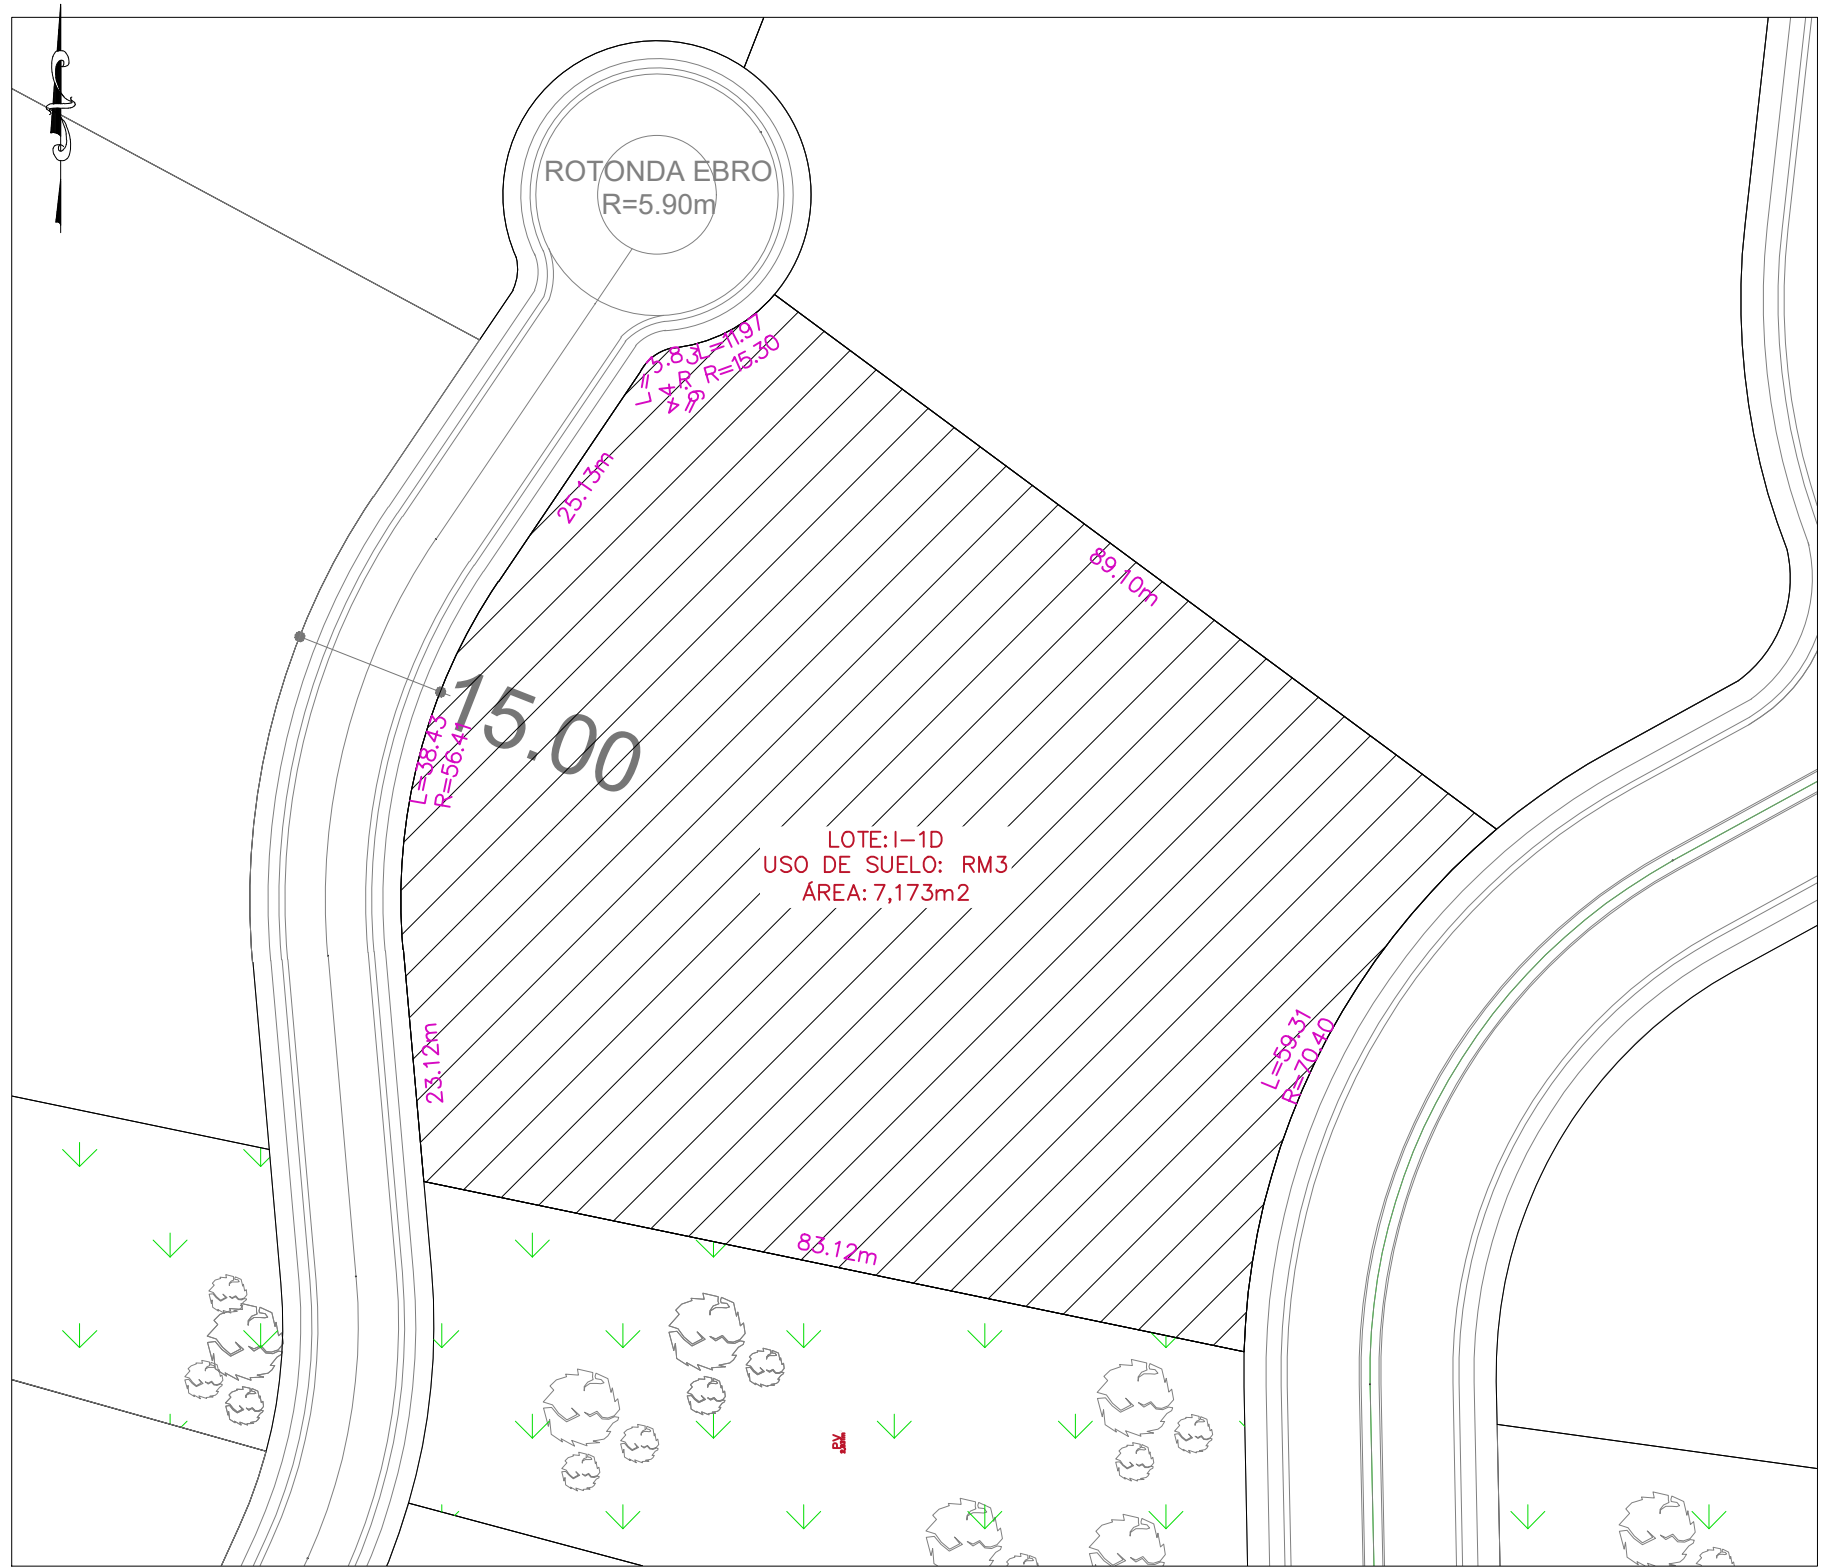 ROTONDA EBRO
R=5.90m
L=11.97
R=15.30
25.13m
89.10m
15.00
L=38.43
R=56.41
LOTE: I-1D
USO DE SUELO: RM3
ÁREA: 7,173m2
L=59.31
R=70.40
23.12m
83.12m
PV